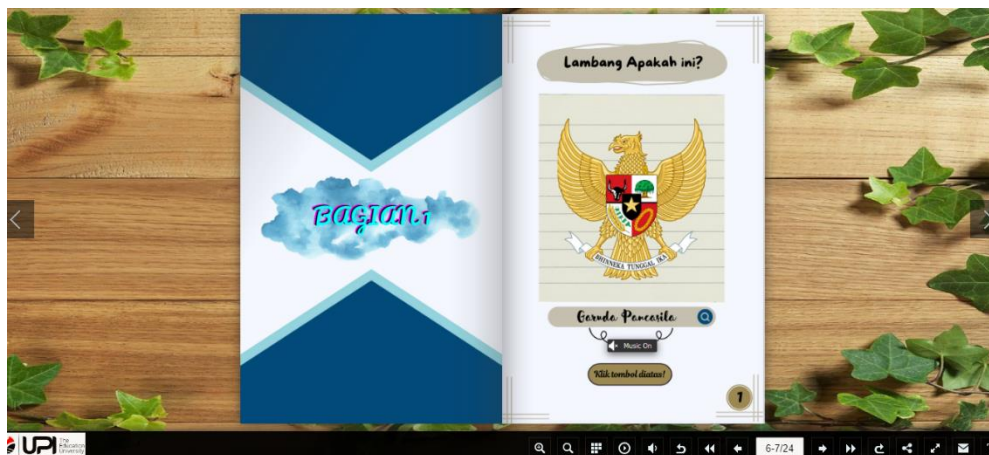 BAGIAN 1
Lambang Apakah ini?
BHINNEKA TUNGGAL IKA
Garuda Pancasila
Music On
Klik tombol diatas!
1
UPI The Education University
6-7/24